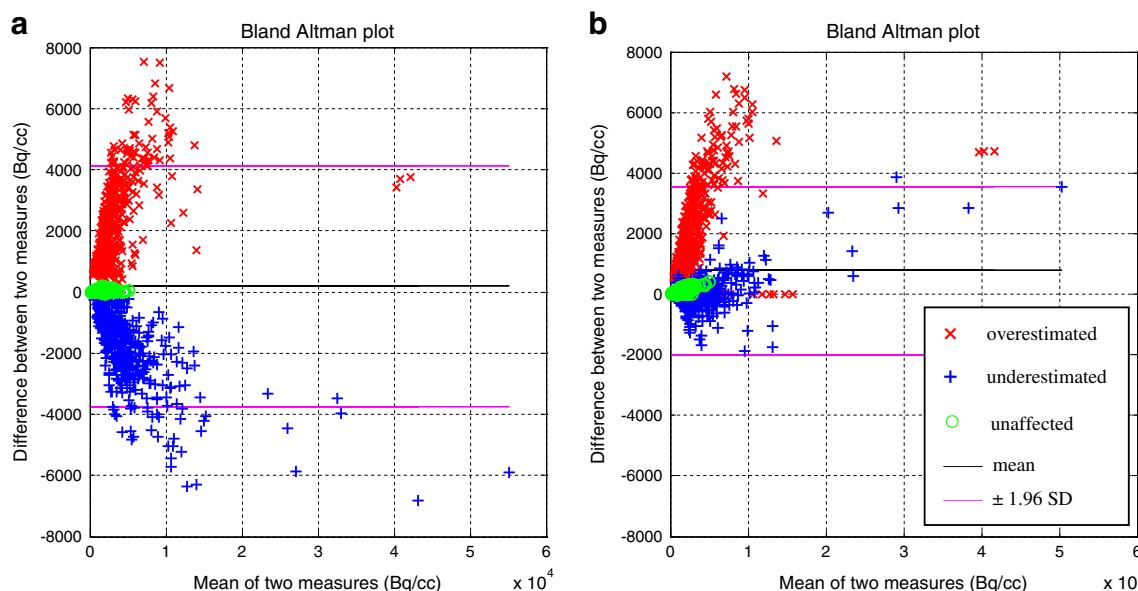 a
Bland Altman plot
8000
6000
4000
2000
0
-2000
-4000
-6000
-8000
Difference between two measures (Bq/cc)
0 1 2 3 4 5 6
Mean of two measures (Bq/cc)
x 10^4
b
Bland Altman plot
8000
6000
4000
2000
0
-2000
-4000
-6000
-8000
Difference between two measures (Bq/cc)
0 1 2 3 4 5 6
Mean of two measures (Bq/cc)
x 10
overestimated
underestimated
unaffected
mean
± 1.96 SD